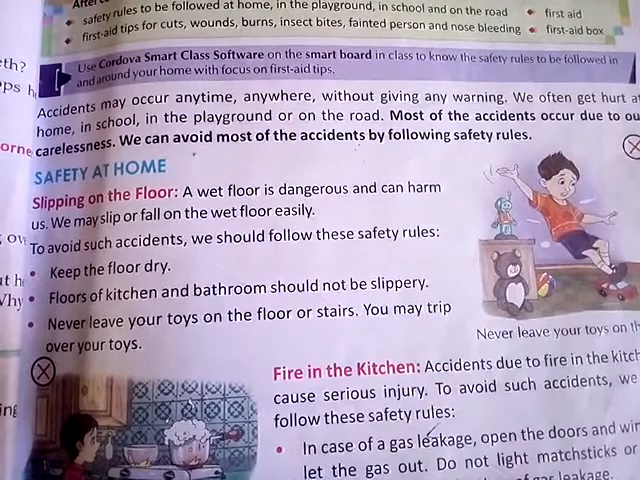 safety rules to be followed at home, in the playground, in school and on the road
first aid
first-aid tips for cuts, wounds, burns, insect bites, fainted person and nose bleeding
first-aid box
Use Cordova Smart Class Software on the smart board in class to know the safety rules to be followed in
and around your home with focus on first-aid tips.
Accidents may occur anytime, anywhere, without giving any warning. We often get hurt at
home, in school, in the playground or on the road. Most of the accidents occur due to
carelessness. We can avoid most of the accidents by following safety rules.
SAFETY AT HOME
Slipping on the Floor: A wet floor is dangerous and can harm
us. We may slip or fall on the wet floor easily.
To avoid such accidents, we should follow these safety rules:
• Keep the floor dry.
• Floors of kitchen and bathroom should not be slippery.
• Never leave your toys on the floor or stairs. You may trip
over your toys.
Never leave your toys on
Fire in the Kitchen: Accidents due to fire in the
cause serious injury. To avoid such accidents, we
follow these safety rules:
• In case of a gas leakage, open the doors and
let the gas out. Do not light matchsticks or
of gas leakage.